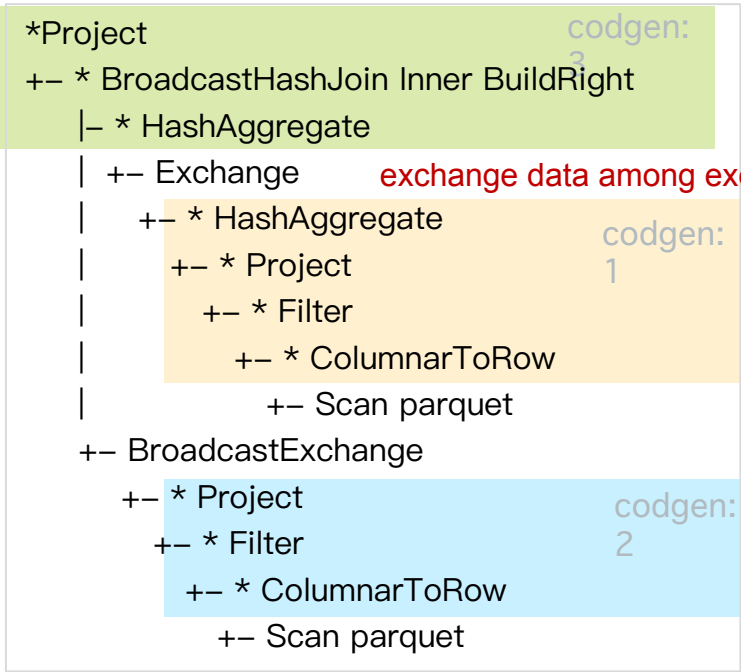 *Project
codgen: 3
+- * BroadcastHashJoin Inner BuildRight
|- * HashAggregate
| +- Exchange exchange data among
| +- * HashAggregate
codgen: 1
| +- * Project
| +- * Filter
| +- * ColumnarToRow
| +- Scan parquet
+- BroadcastExchange
+- * Project
codgen: 2
+- * Filter
+- * ColumnarToRow
+- Scan parquet